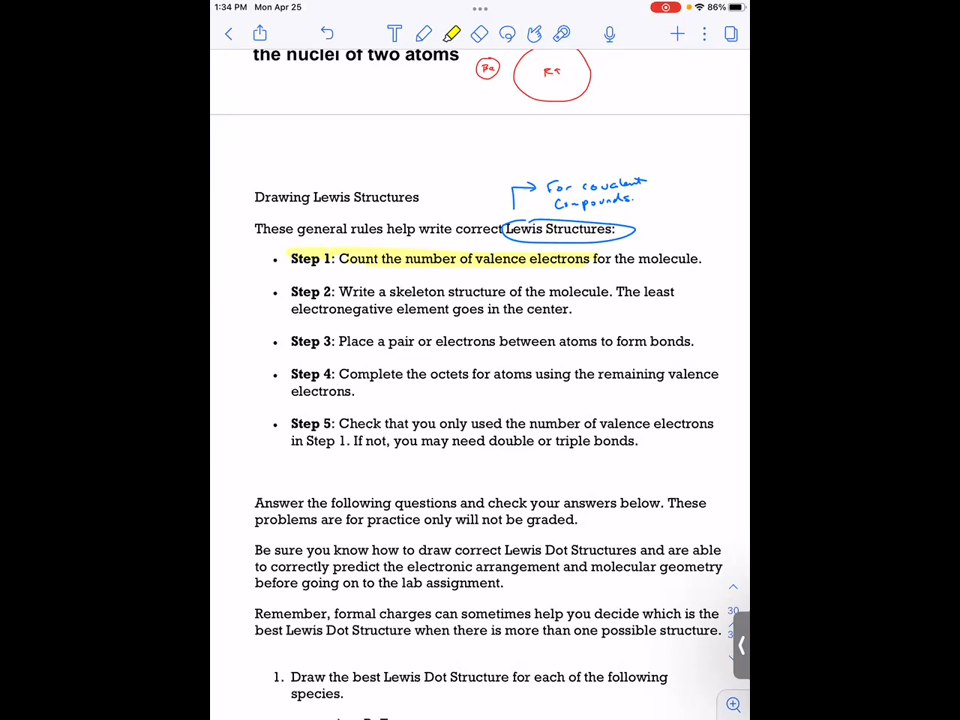 1:34 PM Mon Apr 25
86%
the nuclei of two atoms
For covalent
Compounds.
Drawing Lewis Structures
These general rules help write correct Lewis Structures:
• Step 1: Count the number of valence electrons for the molecule.
• Step 2: Write a skeleton structure of the molecule. The least
electronegative element goes in the center.
• Step 3: Place a pair or electrons between atoms to form bonds.
• Step 4: Complete the octets for atoms using the remaining valence
electrons.
• Step 5: Check that you only used the number of valence electrons
in Step 1. If not, you may need double or triple bonds.
Answer the following questions and check your answers below. These
problems are for practice only will not be graded.
Be sure you know how to draw correct Lewis Dot Structures and are able
to correctly predict the electronic arrangement and molecular geometry
before going on to the lab assignment.
30
Remember, formal charges can sometimes help you decide which is the
best Lewis Dot Structure when there is more than one possible structure.
1. Draw the best Lewis Dot Structure for each of the following
species.